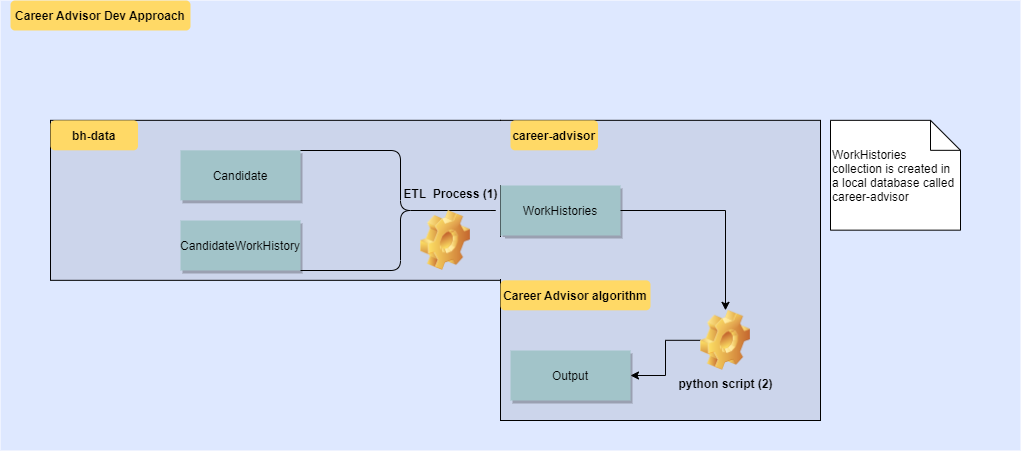 Career Advisor Dev Approach
bh-data
career-advisor
Candidate
ETL  Process (1)
WorkHistories
CandidateWorkHistory
WorkHistories
collection is created in
a local database called
career-advisor
Career Advisor algorithm
Output
python script (2)